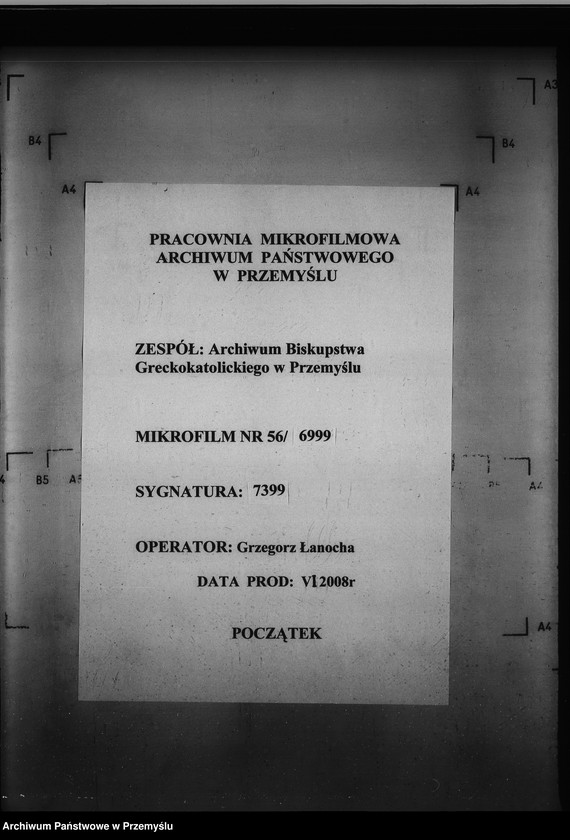 A3
B4
B4
A4
A4
PRACOWNIA MIKROFILMOWA
ARCHIWUM PAŃSTWOWEGO
W PRZEMYŚLU
ZESPÓŁ: Archiwum Biskupstwa
Greckokatolickiego w Przemyślu
MIKROFILM NR 56/ 6999
B5
SYGNATURA: 7399
A4
OPERATOR: Grzegorz Łanocha
DATA PROD: 2008r
POCZĄTEK
A4
Archiwum Państwowe w Przemyślu